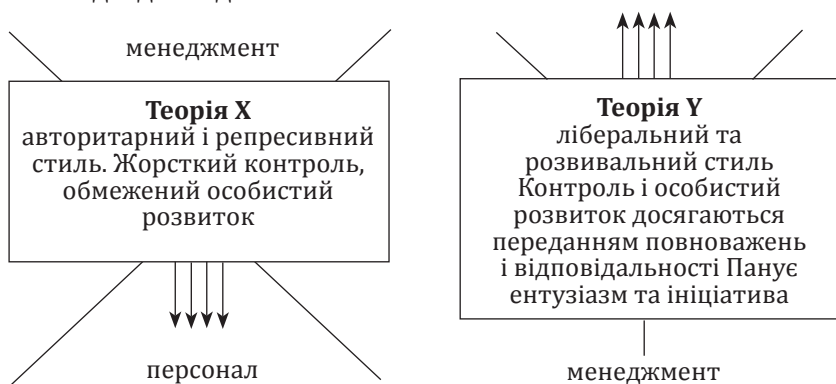 менеджмент
Теорія X
авторитарний і репресивний
стиль. Жорсткий контроль,
обмежений особистий
розвиток
персонал
Теорія Y
ліберальний та
розвивальний стиль
Контроль і особистий
розвиток досягаються
переданням повноважень
і відповідальності Панує
ентузіазм та ініціатива
менеджмент